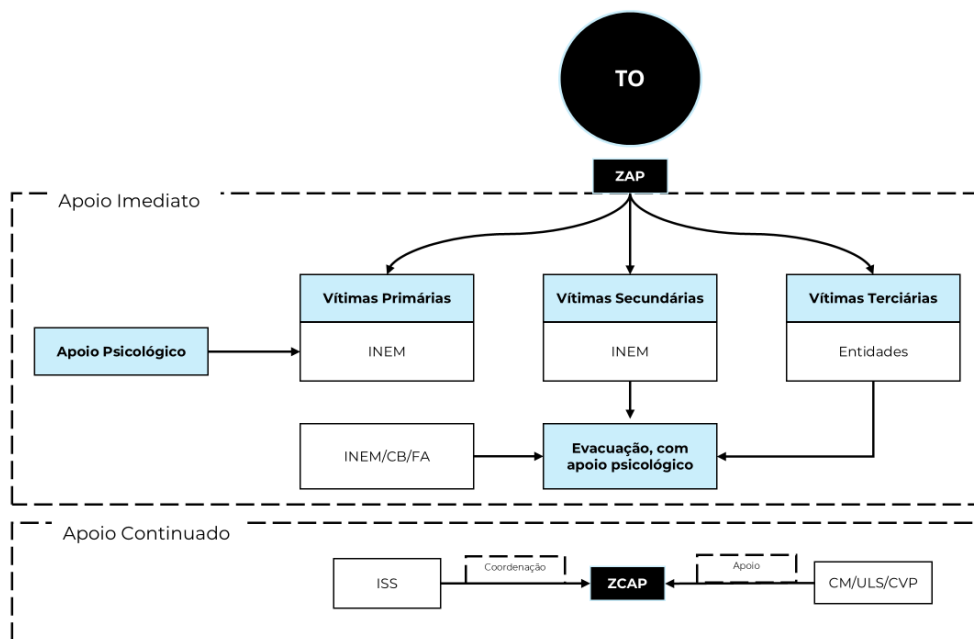 TO
ZAP
Apoio Imediato
Vítimas Primárias
Vítimas Secundárias
Vítimas Terciárias
Apoio Psicológico
INEM
INEM
Entidades
INEM/CB/FA
Evacuação, com
apoio psicológico
Apoio Continuado
ISS
Coordenação
ZCAP
Apoio
CM/ULS/CVP